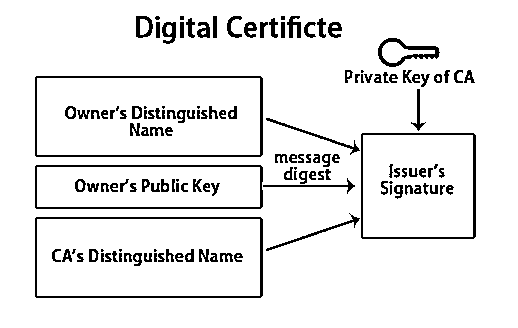 Digital Certificte
Private Key of CA
Owner's Distinguished
Name
message
digest
Issuer's
Signature
Owner's Public Key
CA's Distinguished Name